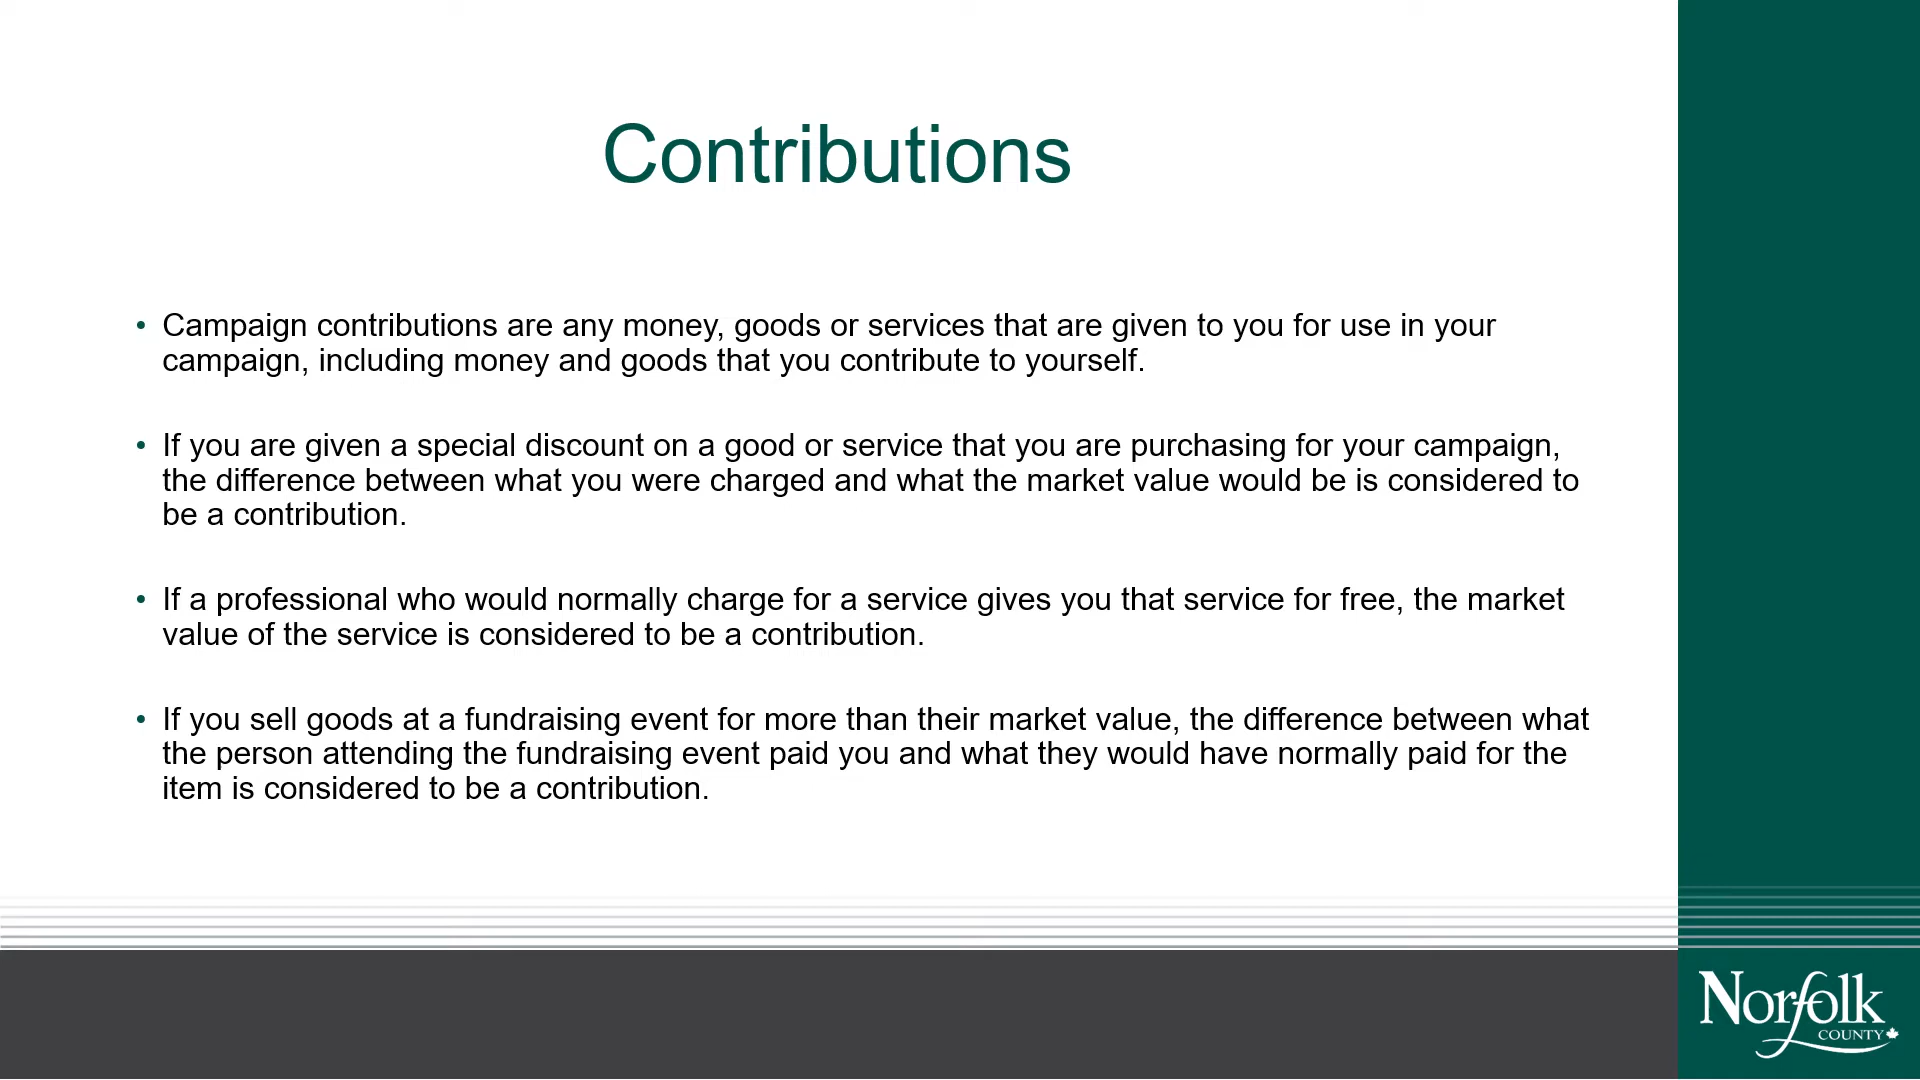 Contributions
• Campaign contributions are any money, goods or services that are given to you for use in your
campaign, including money and goods that you contribute to yourself.
• If you are given a special discount on a good or service that you are purchasing for your campaign,
the difference between what you were charged and what the market value would be is considered to
be a contribution.
• If a professional who would normally charge for a service gives you that service for free, the market
value of the service is considered to be a contribution.
• If you sell goods at a fundraising event for more than their market value, the difference between what
the person attending the fundraising event paid you and what they would have normally paid for the
item is considered to be a contribution.
Norfolk
COUNTY